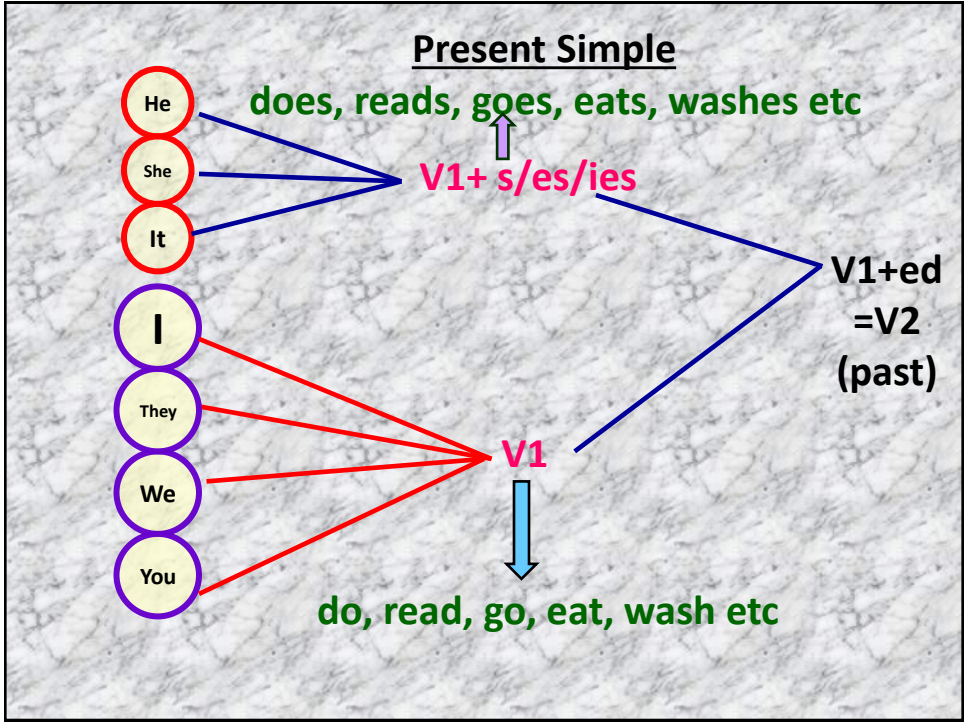 Present Simple
He
does, reads, goes, eats, washes etc
She
V1+ s/es/ies
It
V1+ed
=V2
(past)
I
They
V1
We
You
do, read, go, eat, wash etc